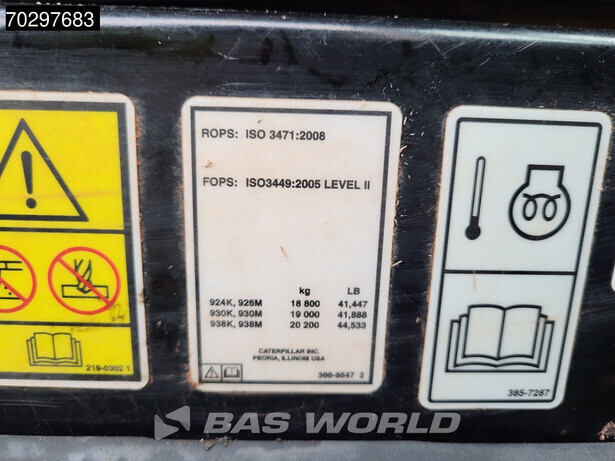 70297683
ROPS: ISO 3471:2008
FOPS: ISO3449:2005 LEVEL II
kg LB
924K, 926M 18 800 41,447
930K, 930M 19 000 41,888
938K, 938M 20 200 44,533
CATERPILLAR INC.
PEORIA, ILLINOIS USA
366-8547 2
219-0302 1
385-7287
BAS WORLD